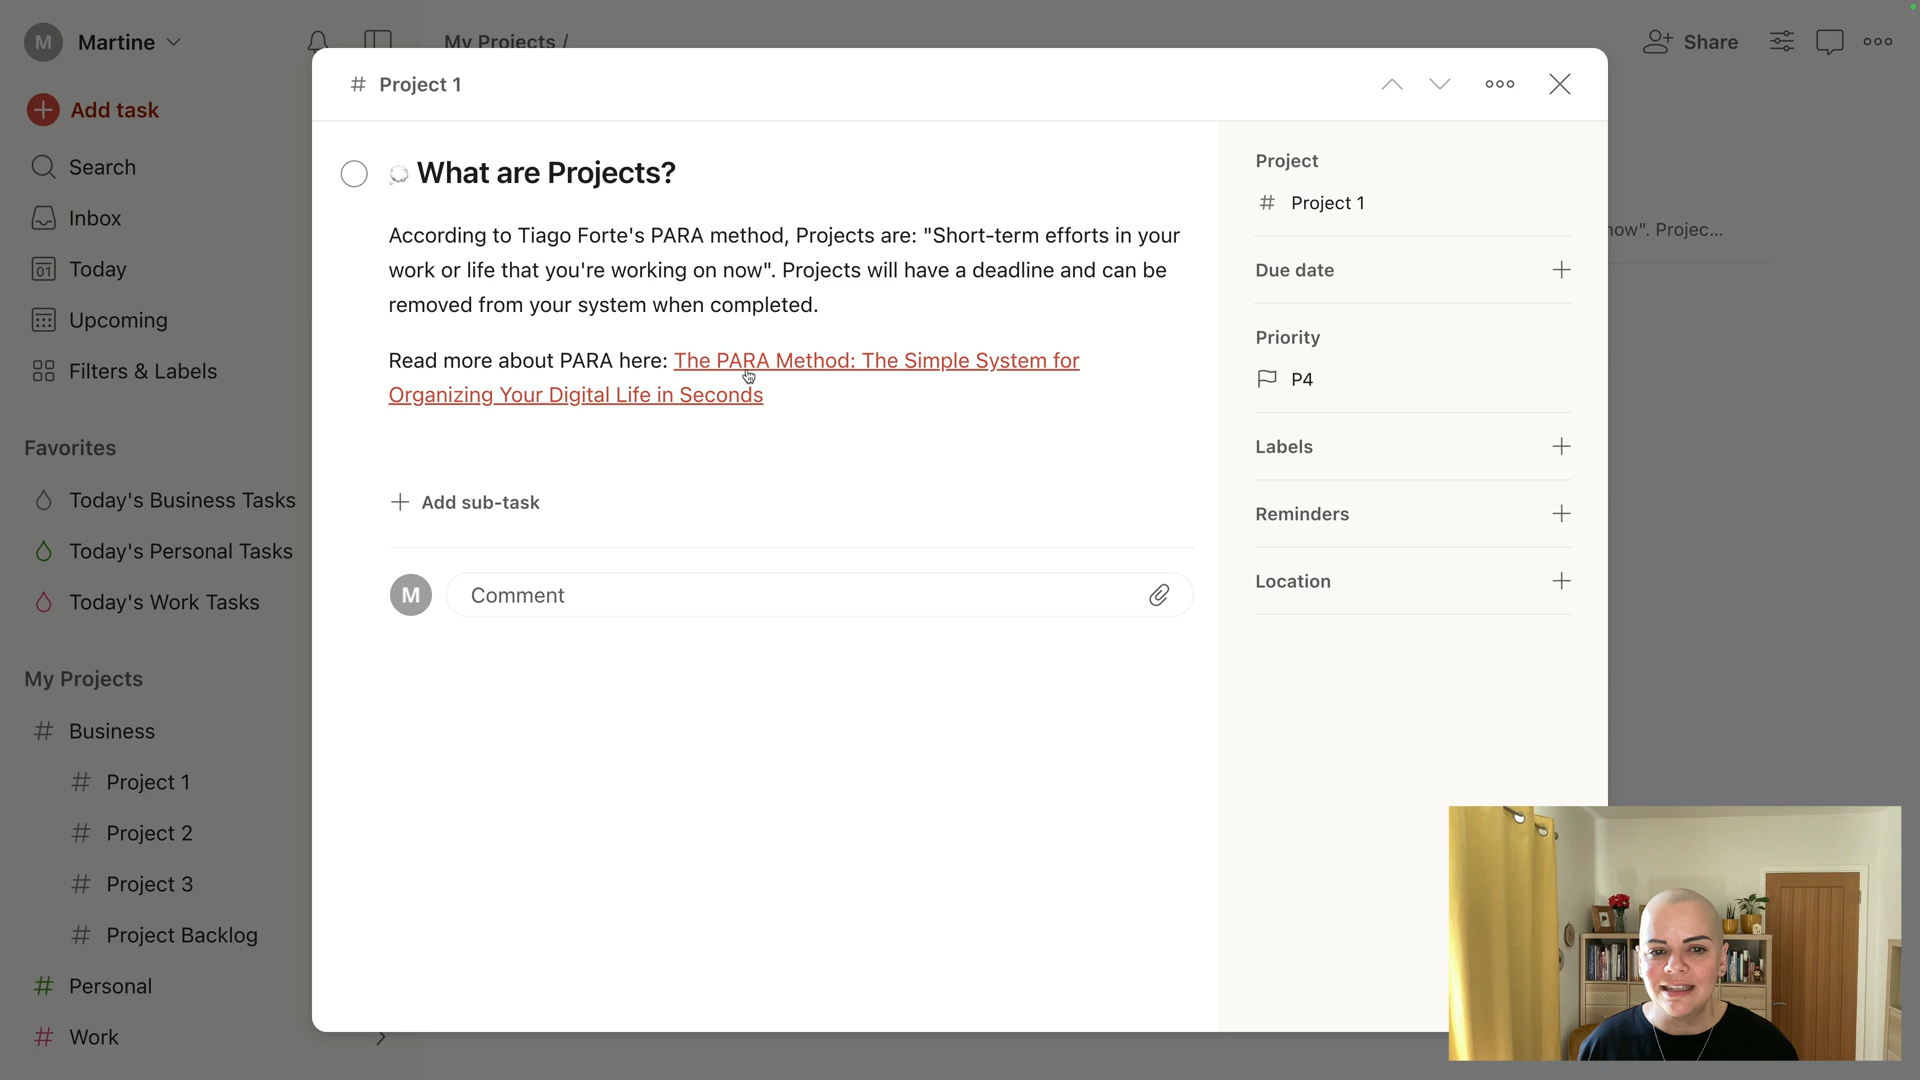 M Martine
My Projects /
Share
Add task
Search
Inbox
01 Today
Upcoming
Filters & Labels
Favorites
Today's Business Tasks
Today's Personal Tasks
Today's Work Tasks
My Projects
# Business
# Project 1
# Project 2
# Project 3
# Project Backlog
# Personal
# Work
# Project 1
What are Projects?
According to Tiago Forte's PARA method, Projects are: "Short-term efforts in your
work or life that you're working on now". Projects will have a deadline and can be
removed from your system when completed.
Read more about PARA here: The PARA Method: The Simple System for
Organizing Your Digital Life in Seconds
+ Add sub-task
M Comment
Project
# Project 1
Due date +
Priority
P4
Labels +
Reminders +
Location +
now". Projec...